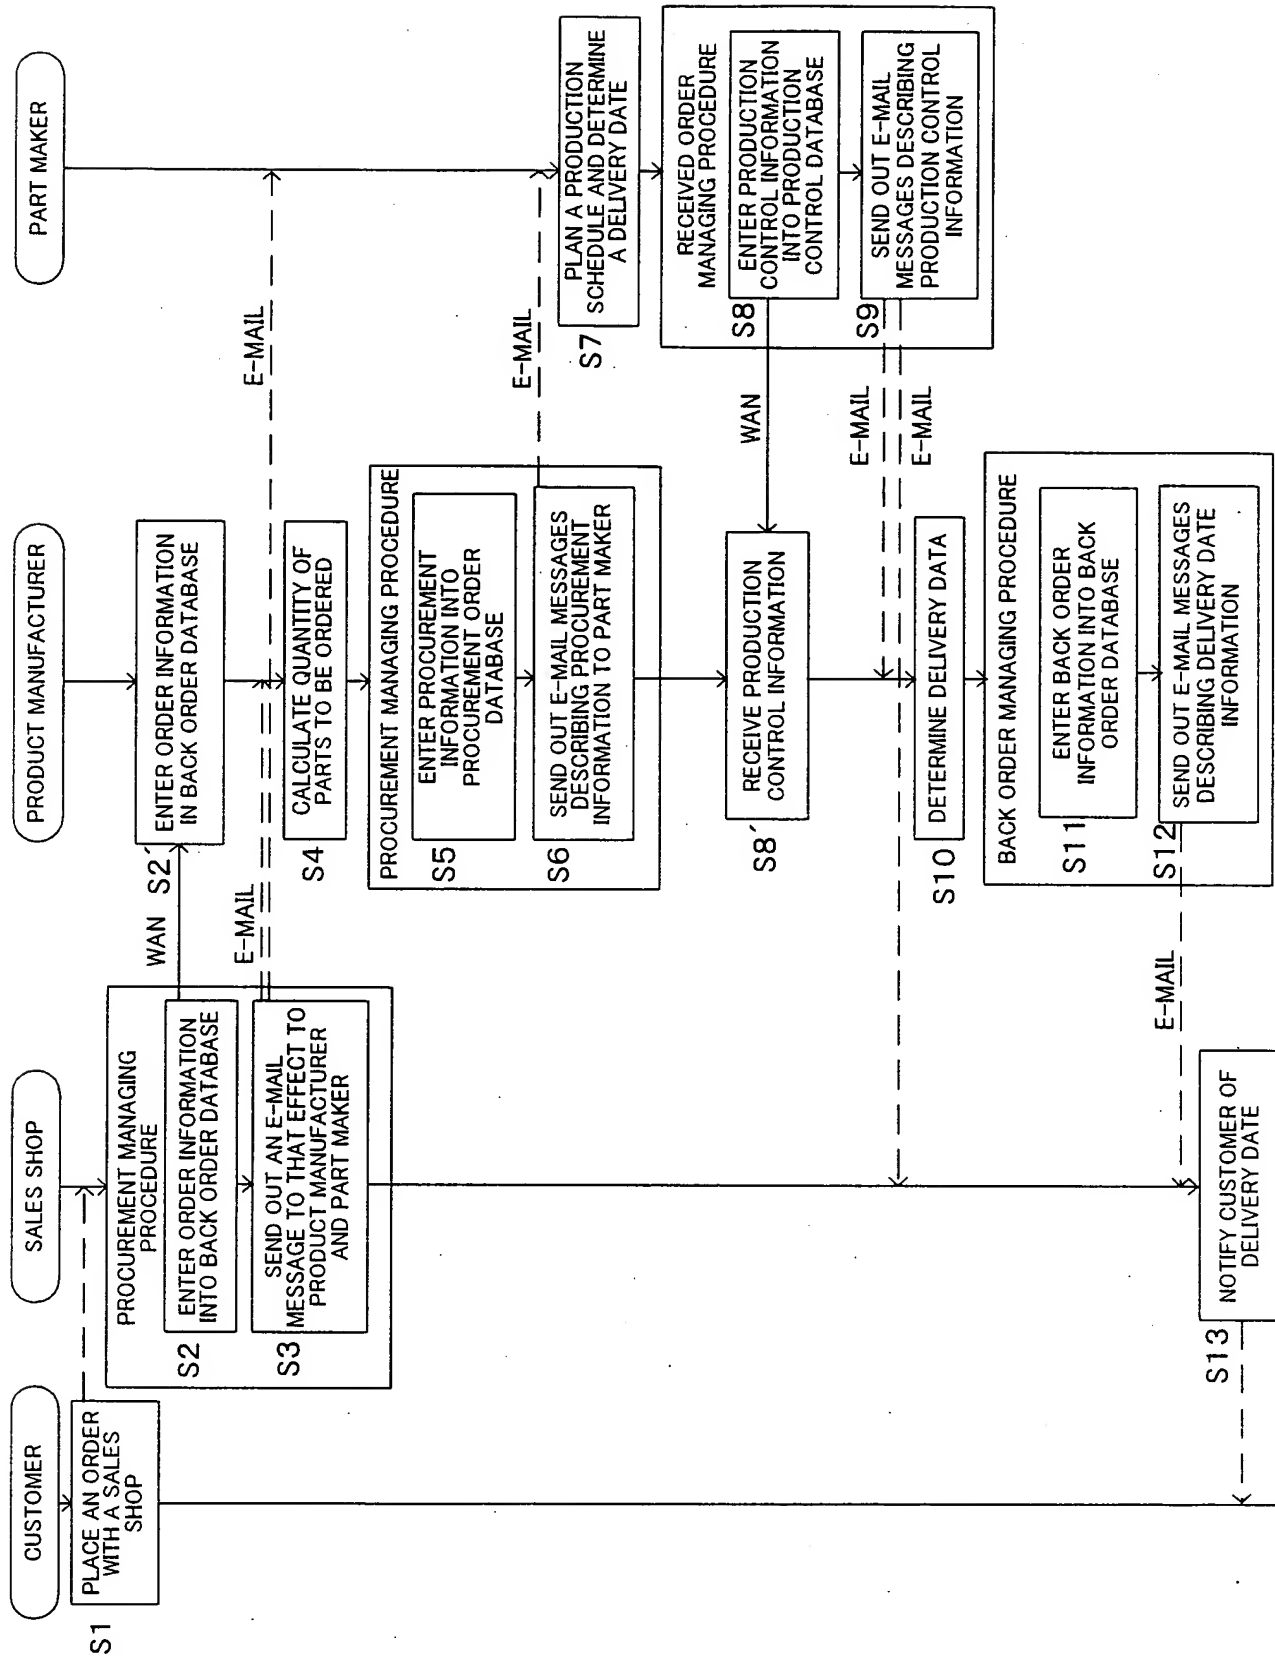 CUSTOMER
SALES SHOP
PRODUCT MANUFACTURER
PART MAKER
S1
PLACE AN ORDER
WITH A SALES
SHOP
PROCUREMENT MANAGING
PROCEDURE
S2
ENTER ORDER INFORMATION
INTO BACK ORDER DATABASE
WAN
S2´
ENTER ORDER INFORMATION
IN BACK ORDER DATABASE
S3
SEND OUT AN E-MAIL
MESSAGE TO THAT EFFECT TO
PRODUCT MANUFACTURER
AND PART MAKER
E-MAIL
E-MAIL
S4
CALCULATE QUANTITY OF
PARTS TO BE ORDERED
PROCUREMENT MANAGING PROCEDURE
S5
ENTER PROCUREMENT
INFORMATION INTO
PROCUREMENT ORDER
DATABASE
S6
SEND OUT E-MAIL MESSAGES
DESCRIBING PROCUREMENT
INFORMATION TO PART MAKER
E-MAIL
S7
PLAN A PRODUCTION
SCHEDULE AND DETERMINE
A DELIVERY DATE
RECEIVED ORDER
MANAGING PROCEDURE
S8
ENTER PRODUCTION
CONTROL INFORMATION
INTO PRODUCTION
CONTROL DATABASE
WAN
S8´
RECEIVE PRODUCTION
CONTROL INFORMATION
S9
SEND OUT E-MAIL
MESSAGES DESCRIBING
PRODUCTION CONTROL
INFORMATION
E-MAIL
E-MAIL
S10
DETERMINE DELIVERY DATA
BACK ORDER MANAGING PROCEDURE
S11
ENTER BACK ORDER
INFORMATION INTO BACK
ORDER DATABASE
S12
SEND OUT E-MAIL MESSAGES
DESCRIBING DELIVERY DATE
INFORMATION
E-MAIL
S13
NOTIFY CUSTOMER OF
DELIVERY DATE